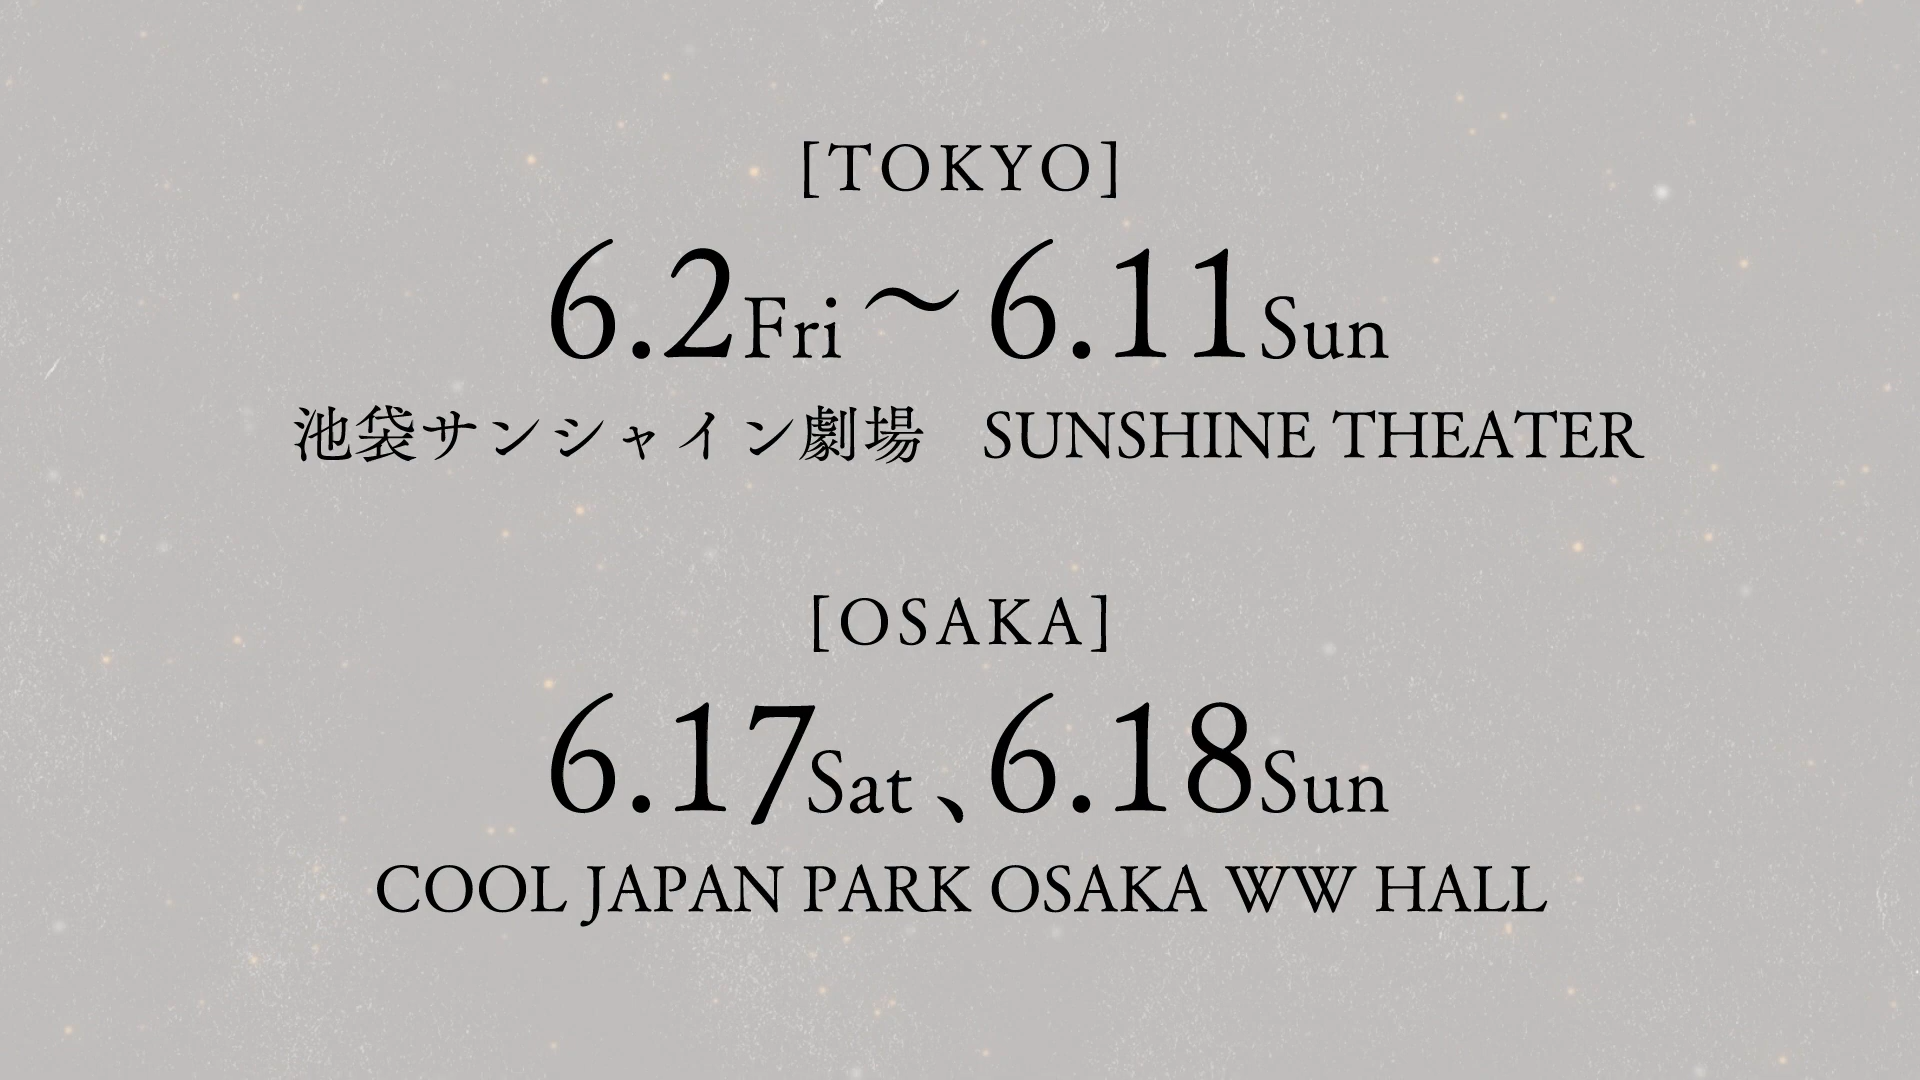 [TOKYO]
6.2Fri〜6.11Sun
池袋サンシャイン劇場　SUNSHINE THEATER
[OSAKA]
6.17Sat、6.18Sun
COOL JAPAN PARK OSAKA WW HALL